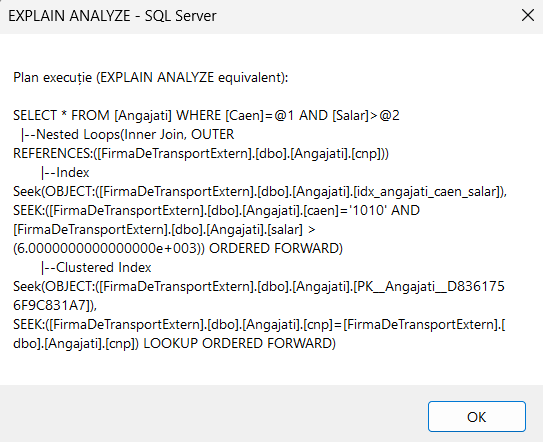 EXPLAIN ANALYZE - SQL Server
Plan execuție (EXPLAIN ANALYZE equivalent):
SELECT * FROM [Angajati] WHERE [Caen]=@1 AND [Salar]>@2
|--Nested Loops(Inner Join, OUTER
REFERENCES:([FirmaDeTransportExtern].[dbo].[Angajati].[cnp]))
|--Index
Seek(OBJECT:([FirmaDeTransportExtern].[dbo].[Angajati].[idx_angajati_caen_salar]),
SEEK:([FirmaDeTransportExtern].[dbo].[Angajati].[caen]='1010' AND
[FirmaDeTransportExtern].[dbo].[Angajati].[salar] >
(6.0000000000000000e+003)) ORDERED FORWARD)
|--Clustered Index
Seek(OBJECT:([FirmaDeTransportExtern].[dbo].[Angajati].[PK__Angajati__D836175
6F9C831A7]),
SEEK:([FirmaDeTransportExtern].[dbo].[Angajati].[cnp]=[FirmaDeTransportExtern].[
dbo].[Angajati].[cnp]) LOOKUP ORDERED FORWARD)
OK